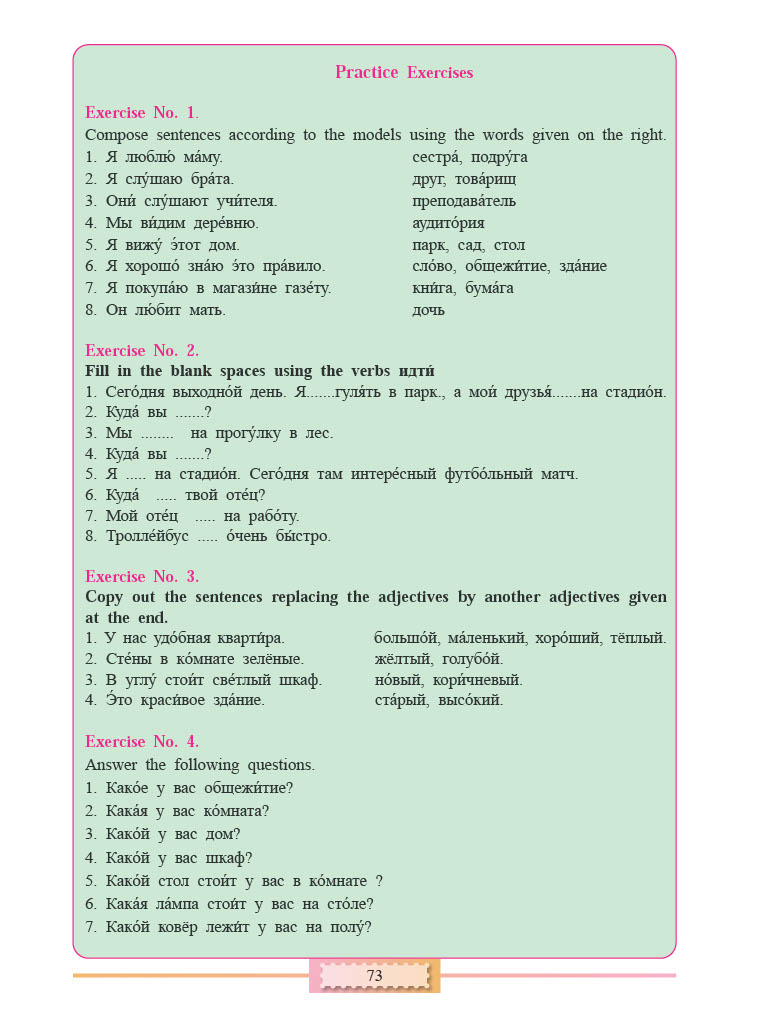 Practice Exercises
Exercise No. 1.
Compose sentences according to the models using the words given on the right.
1. Я люблю́ ма́му. сестра́, подру́га
2. Я слу́шаю бра́та. друг, това́рищ
3. Они́ слу́шают учи́теля. преподава́тель
4. Мы ви́дим дере́вню. аудито́рия
5. Я вижу́ э́тот дом. парк, сад, стол
6. Я хорошо́ зна́ю э́то пра́вило. сло́во, общежи́тие, зда́ние
7. Я покупа́ю в магази́не газе́ту. кни́га, бума́га
8. Он лю́бит мать. дочь
Exercise No. 2.
Fill in the blank spaces using the verbs идти́
1. Сего́дня выходно́й день. Я.......гуля́ть в парк., а мои́ друзья́.......на стадио́н.
2. Куда́ вы .......?
3. Мы ........ на прогу́лку в лес.
4. Куда́ вы .......?
5. Я ..... на стадио́н. Сего́дня там интере́сный футбо́льный матч.
6. Куда́ ..... твой оте́ц?
7. Мой оте́ц ..... на рабо́ту.
8. Тролле́йбус ..... о́чень бы́стро.
Exercise No. 3.
Copy out the sentences replacing the adjectives by another adjectives given
at the end.
1. У нас удо́бная кварти́ра. большо́й, ма́ленький, хоро́ший, тёплый.
2. Сте́ны в ко́мнате зелёные. жёлтый, голубо́й.
3. В углу́ стои́т све́тлый шкаф. но́вый, кори́чневый.
4. Э́то краси́вое зда́ние. ста́рый, высо́кий.
Exercise No. 4.
Answer the following questions.
1. Како́е у вас общежи́тие?
2. Кака́я у вас ко́мната?
3. Како́й у вас дом?
4. Како́й у вас шкаф?
5. Како́й стол стои́т у вас в ко́мнате ?
6. Кака́я ла́мпа стои́т у вас на сто́ле?
7. Како́й ковёр лежи́т у вас на полу́?
73